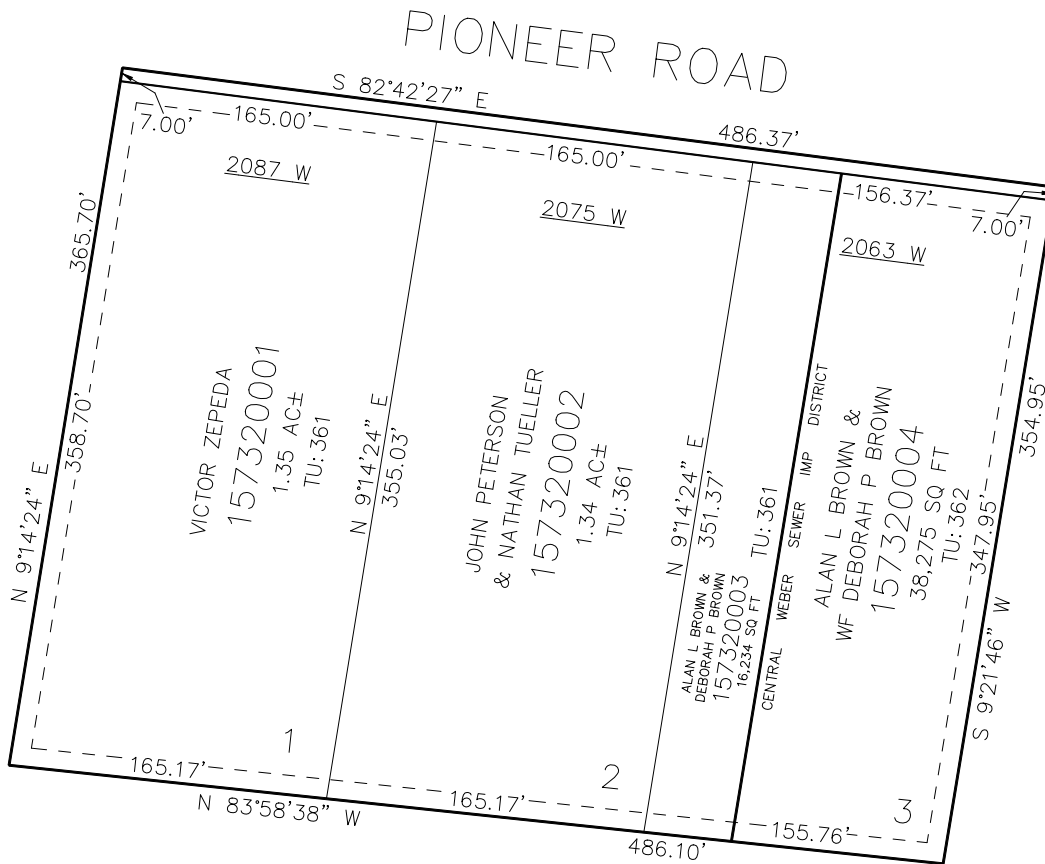 PIONEER ROAD
S 82°42'27" E
486.37'
7.00'
165.00'
165.00'
156.37'
7.00'
2087 W
2075 W
2063 W
365.70'
358.70'
N 9°14'24" E
VICTOR ZEPEDA
157320001
1.35 AC±
TU: 361
N 9°14'24" E
355.03'
JOHN PETERSON
& NATHAN TUELLER
157320002
1.34 AC±
TU: 361
N 9°14'24" E
351.37'
ALAN L BROWN &
DEBORAH P BROWN
157320003
16,234 SQ FT
TU: 361
CENTRAL WEBER SEWER IMP DISTRICT
ALAN L BROWN &
WF DEBORAH P BROWN
157320004
38,275 SQ FT
TU: 362
347.95'
354.95'
S 9°21'46" W
1
2
3
165.17'
165.17'
155.76'
N 83°58'38" W
486.10'